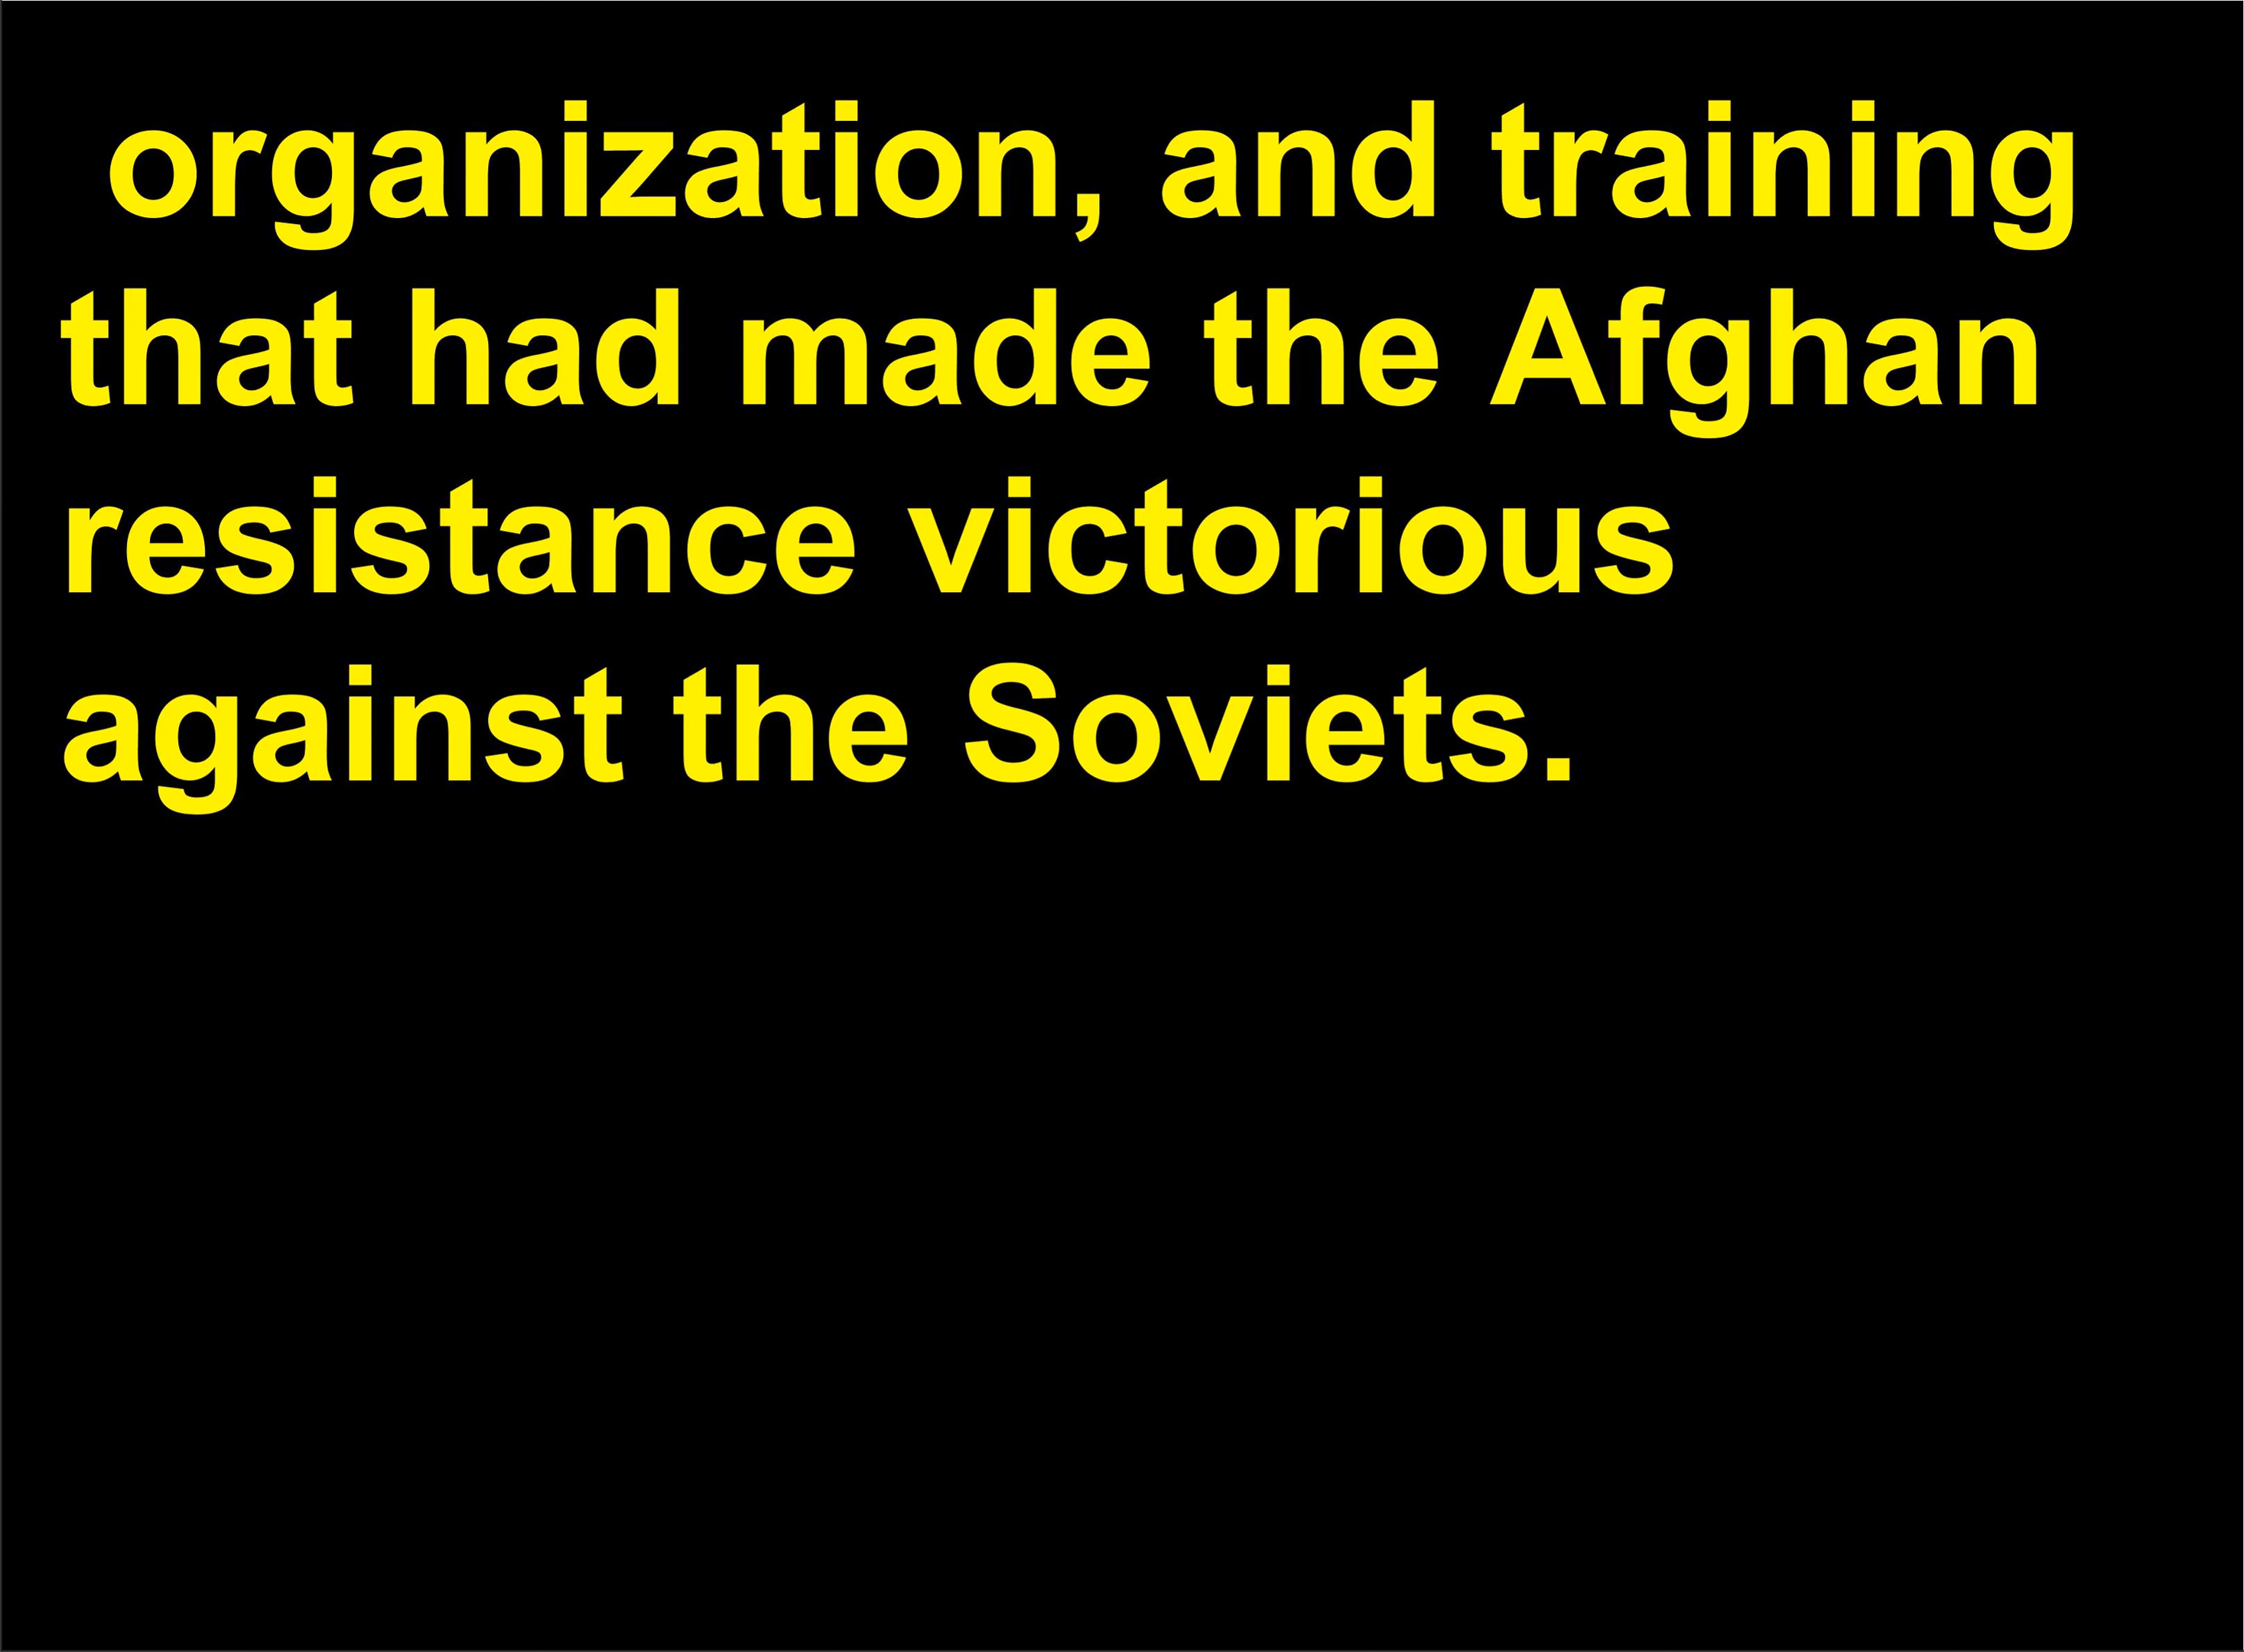 organization, and training
that had made the Afghan
resistance victorious
against the Soviets.